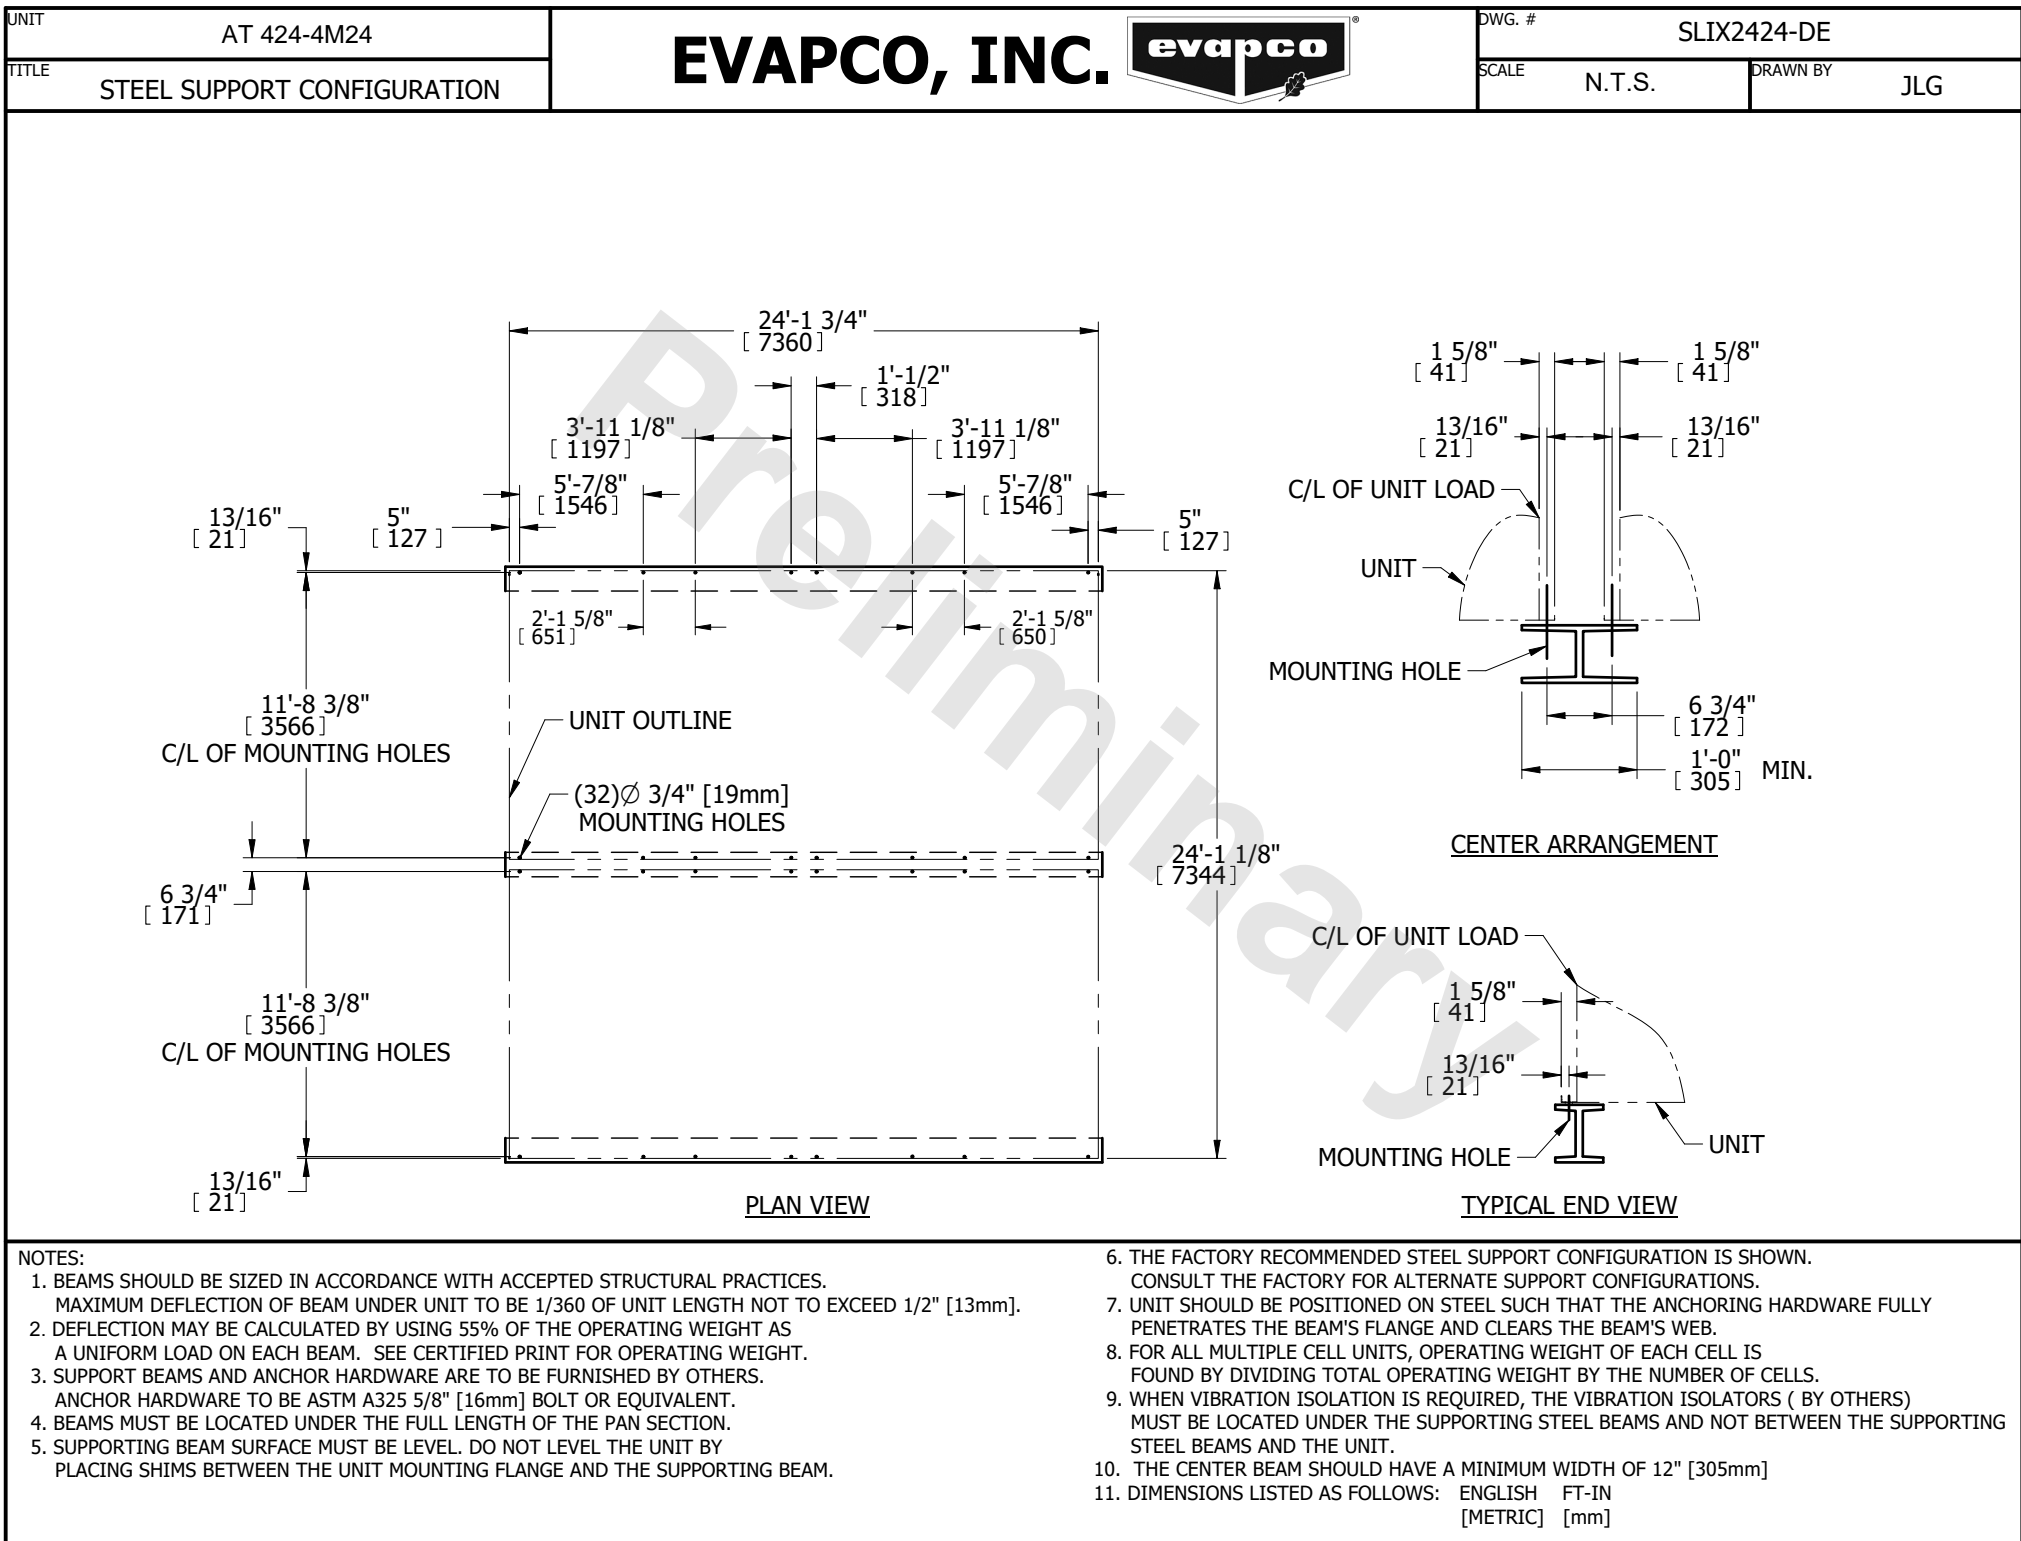 UNIT
AT 424-4M24
TITLE
STEEL SUPPORT CONFIGURATION
EVAPCO, INC.
evapco
®
DWG. #
SLIX2424-DE
SCALE
N.T.S.
DRAWN BY
JLG
Preliminary
24'-1 3/4"
[ 7360]
1'-1/2"
[ 318]
3'-11 1/8"
[ 1197]
3'-11 1/8"
[ 1197]
5'-7/8"
[ 1546]
5'-7/8"
[ 1546]
13/16"
[ 21]
5"
[ 127 ]
5"
[ 127]
2'-1 5/8"
[ 651]
2'-1 5/8"
[ 650]
11'-8 3/8"
[ 3566]
C/L OF MOUNTING HOLES
UNIT OUTLINE
(32)∅ 3/4" [19mm]
MOUNTING HOLES
6 3/4"
[ 171]
24'-1 1/8"
[ 7344]
11'-8 3/8"
[ 3566]
C/L OF MOUNTING HOLES
13/16"
[ 21]
PLAN VIEW
1 5/8"
[ 41]
1 5/8"
[ 41]
13/16"
[ 21]
13/16"
[ 21]
C/L OF UNIT LOAD
UNIT
MOUNTING HOLE
6 3/4"
[ 172 ]
1'-0"
[ 305] MIN.
CENTER ARRANGEMENT
C/L OF UNIT LOAD
1 5/8"
[ 41]
13/16"
[ 21]
MOUNTING HOLE
UNIT
TYPICAL END VIEW
NOTES:
1. BEAMS SHOULD BE SIZED IN ACCORDANCE WITH ACCEPTED STRUCTURAL PRACTICES.
MAXIMUM DEFLECTION OF BEAM UNDER UNIT TO BE 1/360 OF UNIT LENGTH NOT TO EXCEED 1/2" [13mm].
2. DEFLECTION MAY BE CALCULATED BY USING 55% OF THE OPERATING WEIGHT AS
A UNIFORM LOAD ON EACH BEAM. SEE CERTIFIED PRINT FOR OPERATING WEIGHT.
3. SUPPORT BEAMS AND ANCHOR HARDWARE ARE TO BE FURNISHED BY OTHERS.
ANCHOR HARDWARE TO BE ASTM A325 5/8" [16mm] BOLT OR EQUIVALENT.
4. BEAMS MUST BE LOCATED UNDER THE FULL LENGTH OF THE PAN SECTION.
5. SUPPORTING BEAM SURFACE MUST BE LEVEL. DO NOT LEVEL THE UNIT BY
PLACING SHIMS BETWEEN THE UNIT MOUNTING FLANGE AND THE SUPPORTING BEAM.
6. THE FACTORY RECOMMENDED STEEL SUPPORT CONFIGURATION IS SHOWN.
CONSULT THE FACTORY FOR ALTERNATE SUPPORT CONFIGURATIONS.
7. UNIT SHOULD BE POSITIONED ON STEEL SUCH THAT THE ANCHORING HARDWARE FULLY
PENETRATES THE BEAM'S FLANGE AND CLEARS THE BEAM'S WEB.
8. FOR ALL MULTIPLE CELL UNITS, OPERATING WEIGHT OF EACH CELL IS
FOUND BY DIVIDING TOTAL OPERATING WEIGHT BY THE NUMBER OF CELLS.
9. WHEN VIBRATION ISOLATION IS REQUIRED, THE VIBRATION ISOLATORS ( BY OTHERS)
MUST BE LOCATED UNDER THE SUPPORTING STEEL BEAMS AND NOT BETWEEN THE SUPPORTING
STEEL BEAMS AND THE UNIT.
10. THE CENTER BEAM SHOULD HAVE A MINIMUM WIDTH OF 12" [305mm]
11. DIMENSIONS LISTED AS FOLLOWS: ENGLISH FT-IN
[METRIC] [mm]